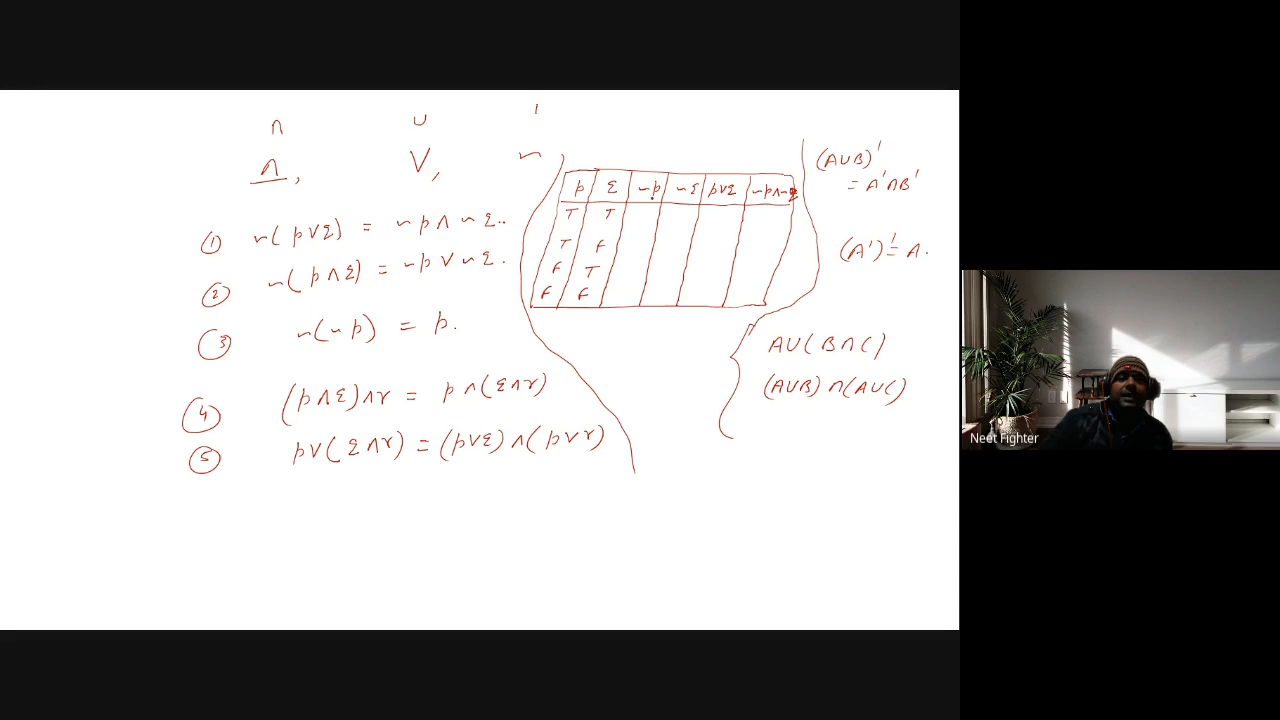 ∩ ∪ '
∧, V, ~
① ~(p∨Σ) = ~p∧~Σ..
② ~(p∧Σ) = ~p∨~Σ.
③ ~(~p) = p.
④ (p∧Σ)∧r = p∧(Σ∧r)
⑤ p∨(Σ∧r) = (p∨Σ)∧(p∨r)
p Σ ~p ~Σ p∨Σ ~p∧~Σ
T T
T F
F T
F F
(A∪B)'
= A'∩B'
(A')' = A.
A∪(B∩C)
(A∪B)∩(A∪C)
Neet Fighter